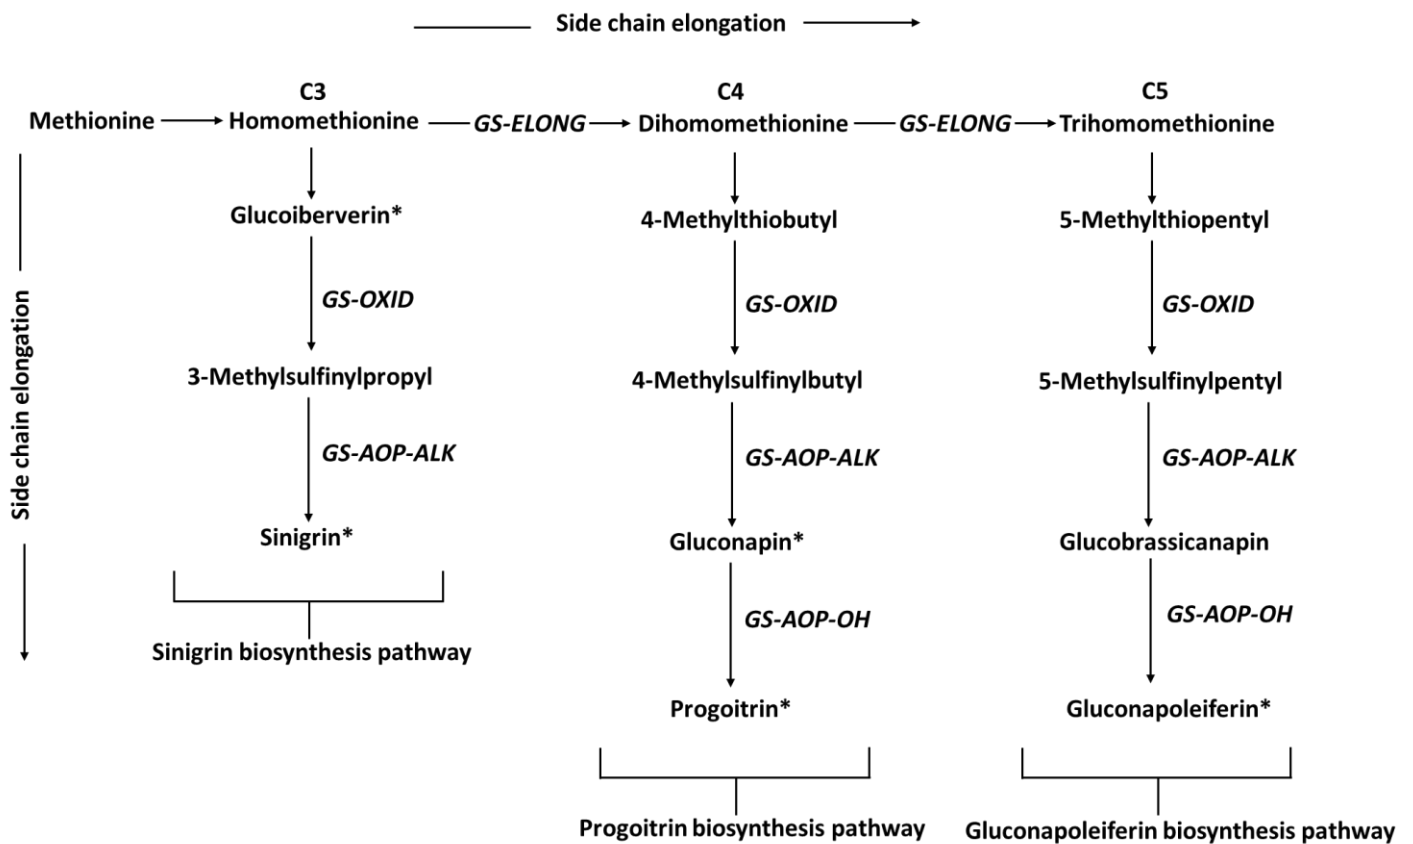 Side chain elongation
C3
C4
C5
Methionine
Homomethionine
GS-ELONG
Dihomomethionine
GS-ELONG
Trihomomethionine
Glucoiberverin*
4-Methylthiobutyl
5-Methylthiopentyl
GS-OXID
GS-OXID
GS-OXID
Side chain elongation
3-Methylsulfinylpropyl
4-Methylsulfinylbutyl
5-Methylsulfinylpentyl
GS-AOP-ALK
GS-AOP-ALK
GS-AOP-ALK
Sinigrin*
Gluconapin*
Glucobrassicanapin
GS-AOP-OH
GS-AOP-OH
Sinigrin biosynthesis pathway
Progoitrin*
Gluconapoleiferin*
Progoitrin biosynthesis pathway
Gluconapoleiferin biosynthesis pathway